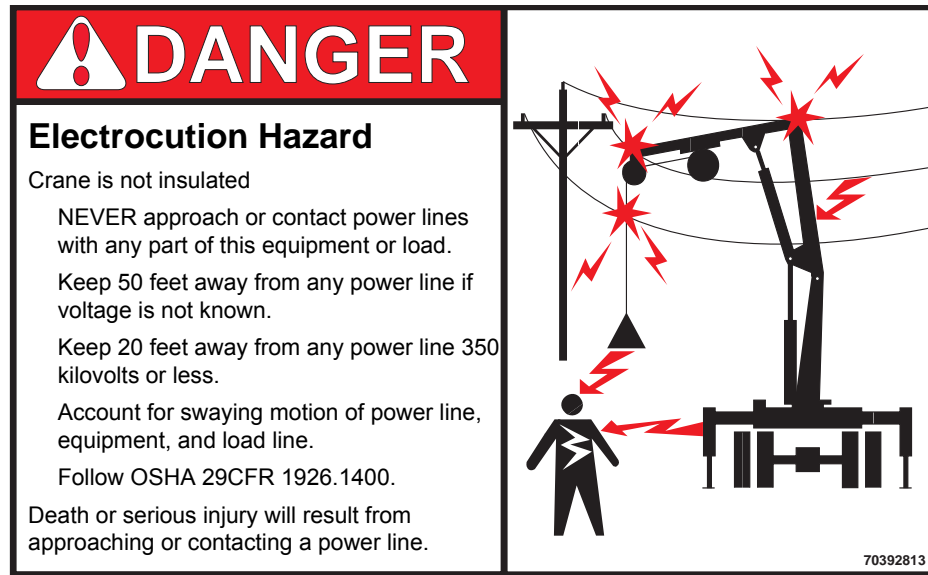 DANGER
Electrocution Hazard
Crane is not insulated
NEVER approach or contact power lines
with any part of this equipment or load.
Keep 50 feet away from any power line if
voltage is not known.
Keep 20 feet away from any power line 350
kilovolts or less.
Account for swaying motion of power line,
equipment, and load line.
Follow OSHA 29CFR 1926.1400.
Death or serious injury will result from
approaching or contacting a power line.
70392813